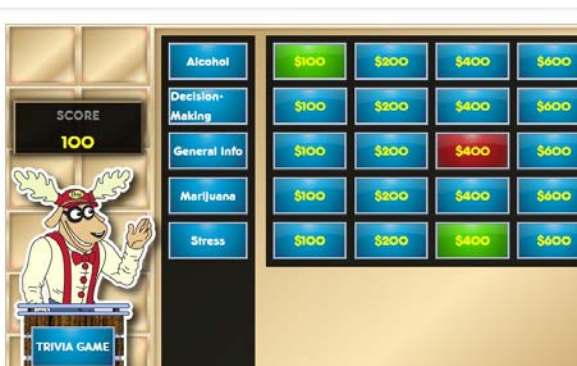 Alcohol $100 $200 $400 $600
Decision-
Making $100 $200 $400 $600
SCORE
100
General Info $100 $200 $400 $600
Marijuana $100 $200 $400 $600
Stress $100 $200 $400 $600
TRIVIA GAME